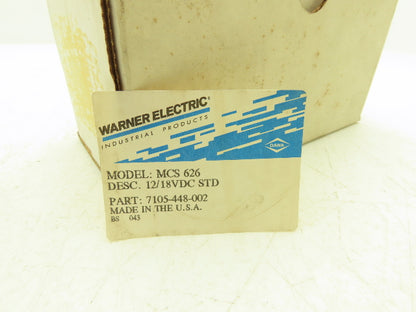 WARNER ELECTRIC
INDUSTRIAL PRODUCTS
DANA
MODEL: MCS 626
DESC. 12/18VDC STD
PART: 7105-448-002
MADE IN THE U.S.A.
BS 043